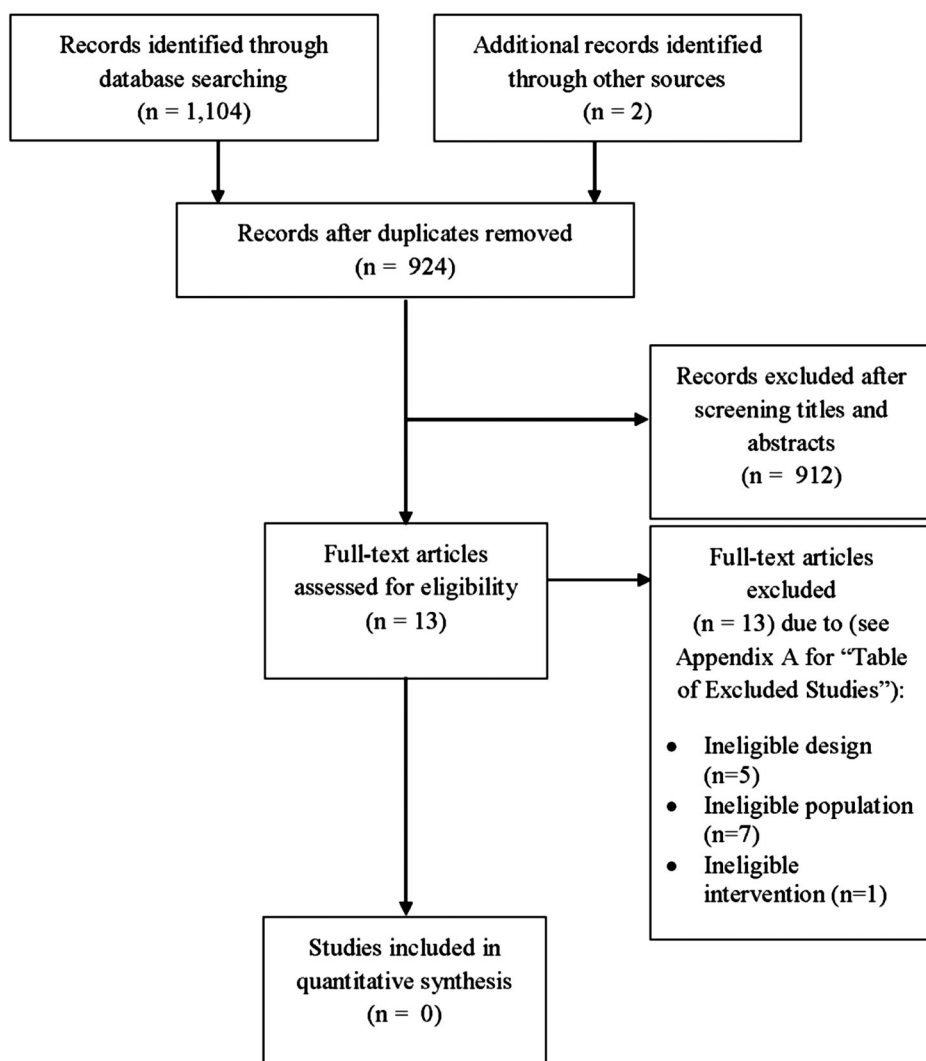 Records identified through
database searching
(n = 1,104)
Additional records identified
through other sources
(n = 2)
Records after duplicates removed
(n = 924)
Records excluded after
screening titles and
abstracts
(n = 912)
Full-text articles
assessed for eligibility
(n = 13)
Full-text articles
excluded
(n = 13) due to (see
Appendix A for “Table
of Excluded Studies”):
• Ineligible design
(n=5)
• Ineligible population
(n=7)
• Ineligible
intervention (n=1)
Studies included in
quantitative synthesis
(n = 0)